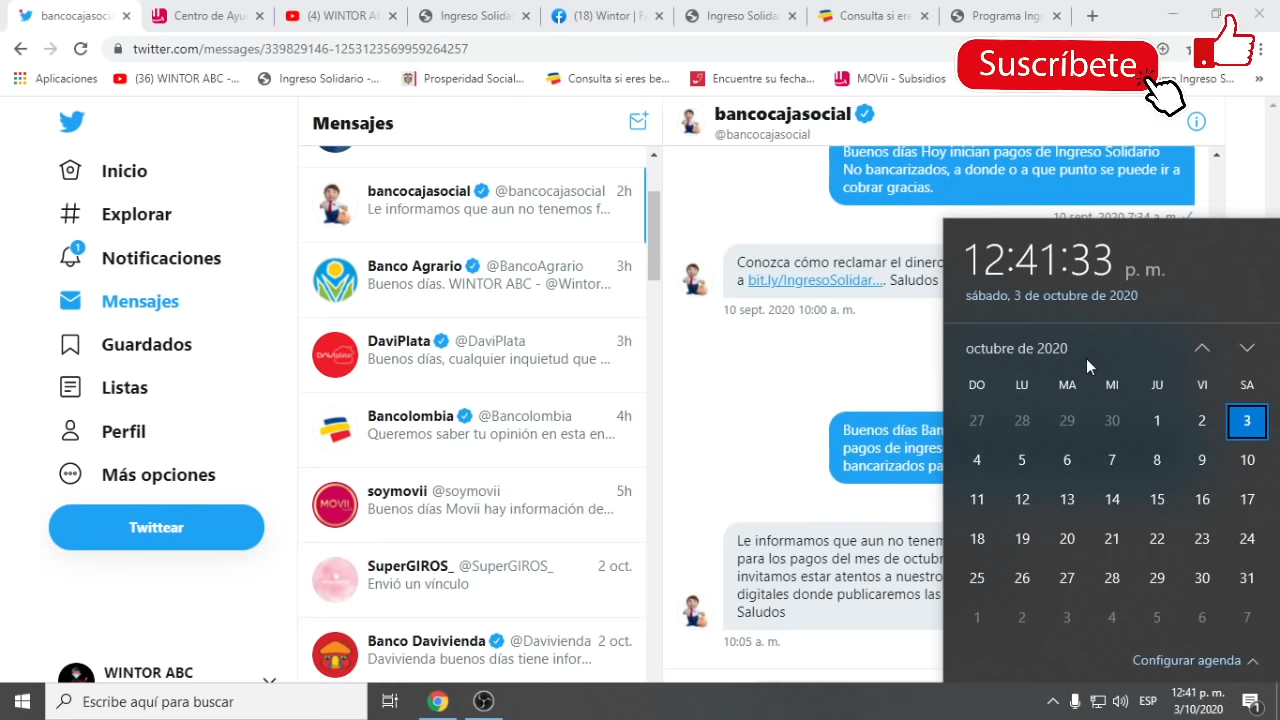 bancocajasocial
Centro de Ayu
(4) WINTOR AB
Ingreso Solida
(18) Wintor | F
Ingreso Solida
Consulta si ere
Programa Ing
twitter.com/messages/339829146-1253123569959264257
Aplicaciones
(36) WINTOR ABC -...
Ingreso Solidario -...
Prosperidad Social...
Consulta si eres be...
Encuentre su fecha...
MOVii - Subsidios
ma Ingreso S...
Suscríbete
Inicio
Explorar
1
Notificaciones
Mensajes
Guardados
Listas
Perfil
Más opciones
Twittear
WINTOR ABC
Mensajes
bancocajasocial @bancocajasocial 2h
Le informamos que aun no tenemos f...
Banco Agrario @BancoAgrario 3h
Buenos días. WINTOR ABC - @Wintor...
DaviPlata @DaviPlata 3h
Buenos días, cualquier inquietud que ...
Bancolombia @Bancolombia 4h
Queremos saber tu opinión en esta en...
soymovii @soymovii 5h
Buenos días Movii hay información de...
SuperGIROS_ @SuperGIROS_ 2 oct.
Envió un vínculo
Banco Davivienda @Davivienda 2 oct.
Davivienda buenos días tiene infor...
bancocajasocial
@bancocajasocial
Buenos días Hoy inician pagos de Ingreso Solidario
No bancarizados, a donde o a que punto se puede ir a
cobrar gracias.
10 sept. 2020 7:34 a. m.
Conozca cómo reclamar el dinero
a bit.ly/IngresoSolidar.... Saludos
10 sept. 2020 10:00 a. m.
Buenos días Ban
pagos de ingres
bancarizados pa
Le informamos que aun no tenem
para los pagos del mes de octubr
invitamos estar atentos a nuestro
digitales donde publicaremos las
Saludos
10:05 a. m.
12:41:33 p. m.
sábado, 3 de octubre de 2020
octubre de 2020
DO LU MA MI JU VI SA
27 28 29 30 1 2 3
4 5 6 7 8 9 10
11 12 13 14 15 16 17
18 19 20 21 22 23 24
25 26 27 28 29 30 31
1 2 3 4 5 6 7
Configurar agenda
Escribe aquí para buscar
ESP
12:41 p. m.
3/10/2020
1